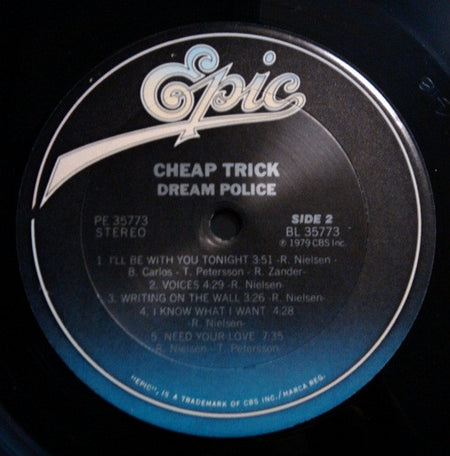 Epic
CHEAP TRICK
DREAM POLICE
PE 35773
STEREO
SIDE 2
BL 35773
℗ 1979 CBS Inc.
1. I'LL BE WITH YOU TONIGHT 3:51 -R. Nielsen-
B. Carlos - T. Petersson - R. Zander-
2. VOICES 4:29 -R. Nielsen-
3. WRITING ON THE WALL 3:26 -R. Nielsen-
4. I KNOW WHAT I WANT 4:28
-R. Nielsen-
5. NEED YOUR LOVE 7:35
-R. Nielsen - T. Petersson-
"EPIC", IS A TRADEMARK OF CBS INC./MARCA REG.